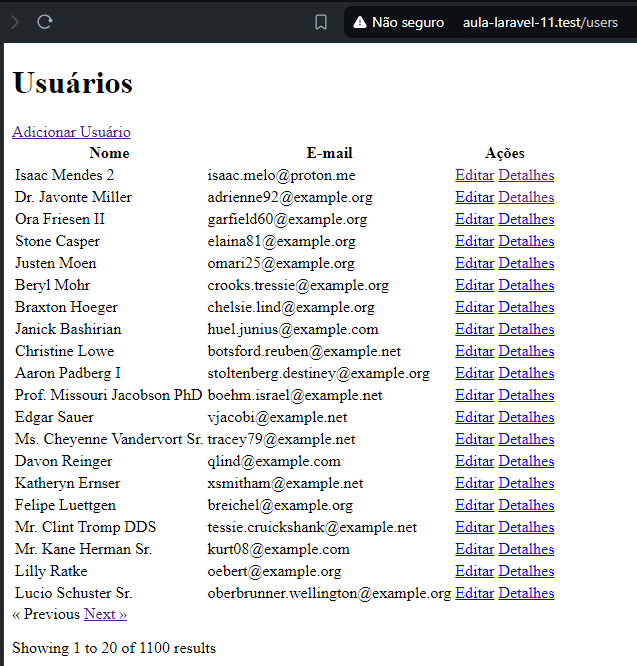 Não seguro aula-laravel-11.test/users
Usuários
Adicionar Usuário
Nome E-mail Ações
Isaac Mendes 2 isaac.melo@proton.me Editar Detalhes
Dr. Javonte Miller adrienne92@example.org Editar Detalhes
Ora Friesen II garfield60@example.org Editar Detalhes
Stone Casper elaina81@example.org Editar Detalhes
Justen Moen omari25@example.org Editar Detalhes
Beryl Mohr crooks.tressie@example.org Editar Detalhes
Braxton Hoeger chelsie.lind@example.org Editar Detalhes
Janick Bashirian huel.junius@example.com Editar Detalhes
Christine Lowe botsford.reuben@example.net Editar Detalhes
Aaron Padberg I stoltenberg.destiney@example.org Editar Detalhes
Prof. Missouri Jacobson PhD boehm.israel@example.net Editar Detalhes
Edgar Sauer vjacobi@example.net Editar Detalhes
Ms. Cheyenne Vandervort Sr. tracey79@example.net Editar Detalhes
Davon Reinger qlind@example.com Editar Detalhes
Katheryn Ernser xsmitham@example.net Editar Detalhes
Felipe Luettgen breichel@example.org Editar Detalhes
Mr. Clint Tromp DDS tessie.cruickshank@example.net Editar Detalhes
Mr. Kane Herman Sr. kurt08@example.com Editar Detalhes
Lilly Ratke oebert@example.org Editar Detalhes
Lucio Schuster Sr. oberbrunner.wellington@example.org Editar Detalhes
« Previous Next »
Showing 1 to 20 of 1100 results